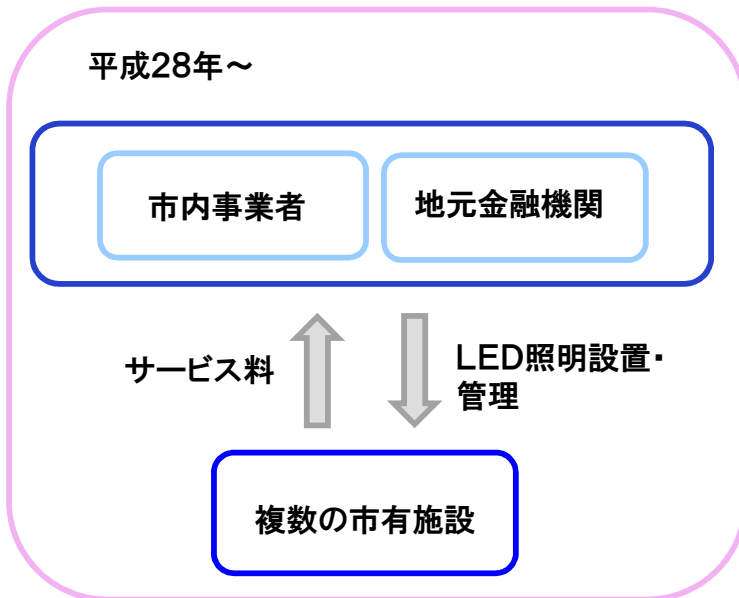 平成28年～
市内事業者
地元金融機関
サービス料
LED照明設置・
管理
複数の市有施設